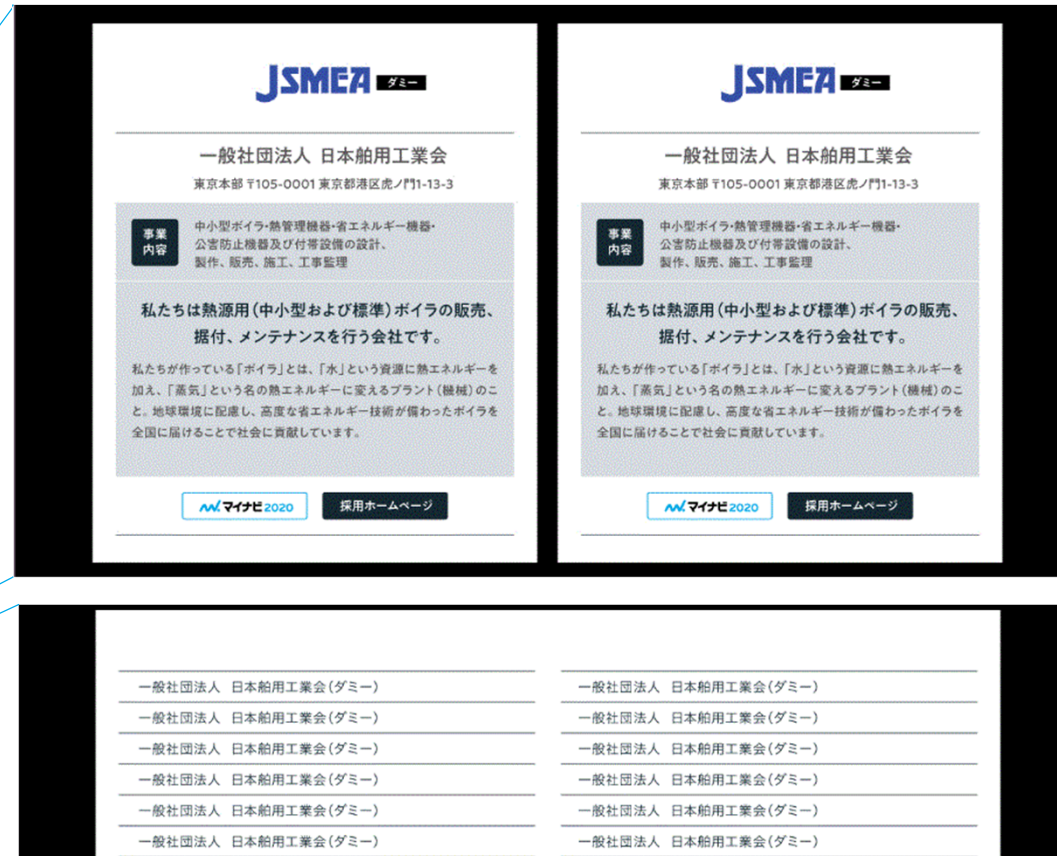 JSMEA ダミー
一般社団法人 日本舶用工業会
東京本部 〒105-0001 東京都港区虎ノ門1-13-3
事業
内容
中小型ボイラ・熱管理機器・省エネルギー機器・
公害防止機器及び付帯設備の設計、
製作、販売、施工、工事監理
私たちは熱源用(中小型および標準)ボイラの販売、
据付、メンテナンスを行う会社です。
私たちが作っている「ボイラ」とは、「水」という資源に熱エネルギーを
加え、「蒸気」という名の熱エネルギーに変えるプラント(機械)のこ
と。地球環境に配慮し、高度な省エネルギー技術が備わったボイラを
全国に届けることで社会に貢献しています。
マイナビ2020 採用ホームページ
JSMEA ダミー
一般社団法人 日本舶用工業会
東京本部 〒105-0001 東京都港区虎ノ門1-13-3
事業
内容
中小型ボイラ・熱管理機器・省エネルギー機器・
公害防止機器及び付帯設備の設計、
製作、販売、施工、工事監理
私たちは熱源用(中小型および標準)ボイラの販売、
据付、メンテナンスを行う会社です。
私たちが作っている「ボイラ」とは、「水」という資源に熱エネルギーを
加え、「蒸気」という名の熱エネルギーに変えるプラント(機械)のこ
と。地球環境に配慮し、高度な省エネルギー技術が備わったボイラを
全国に届けることで社会に貢献しています。
マイナビ2020 採用ホームページ
一般社団法人 日本舶用工業会(ダミー) 一般社団法人 日本舶用工業会(ダミー)
一般社団法人 日本舶用工業会(ダミー) 一般社団法人 日本舶用工業会(ダミー)
一般社団法人 日本舶用工業会(ダミー) 一般社団法人 日本舶用工業会(ダミー)
一般社団法人 日本舶用工業会(ダミー) 一般社団法人 日本舶用工業会(ダミー)
一般社団法人 日本舶用工業会(ダミー) 一般社団法人 日本舶用工業会(ダミー)
一般社団法人 日本舶用工業会(ダミー) 一般社団法人 日本舶用工業会(ダミー)